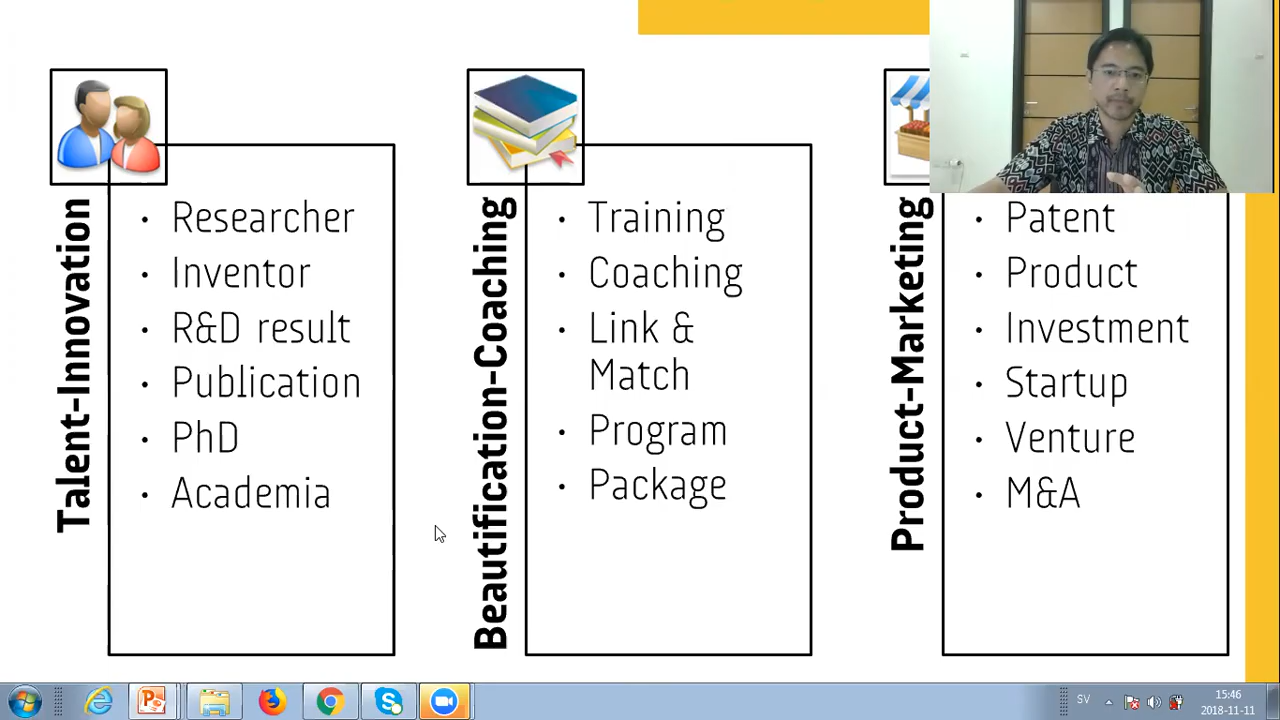 Talent-Innovation
• Researcher
• Inventor
• R&D result
• Publication
• PhD
• Academia
Beautification-Coaching
• Training
• Coaching
• Link &
Match
• Program
• Package
Product-Marketing
• Patent
• Product
• Investment
• Startup
• Venture
• M&A
SV
15:46
2018-11-11